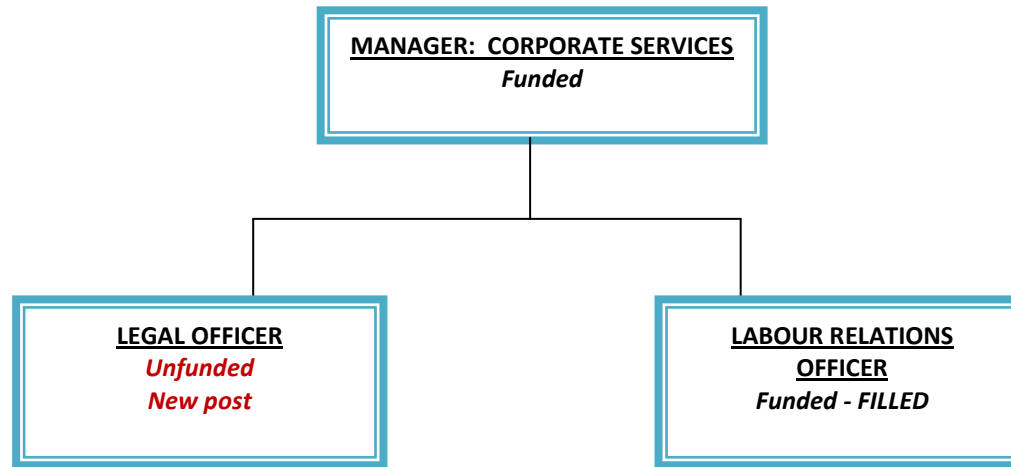 MANAGER:  CORPORATE SERVICES
Funded
LEGAL OFFICER
Unfunded
New post
LABOUR RELATIONS
OFFICER
Funded - FILLED